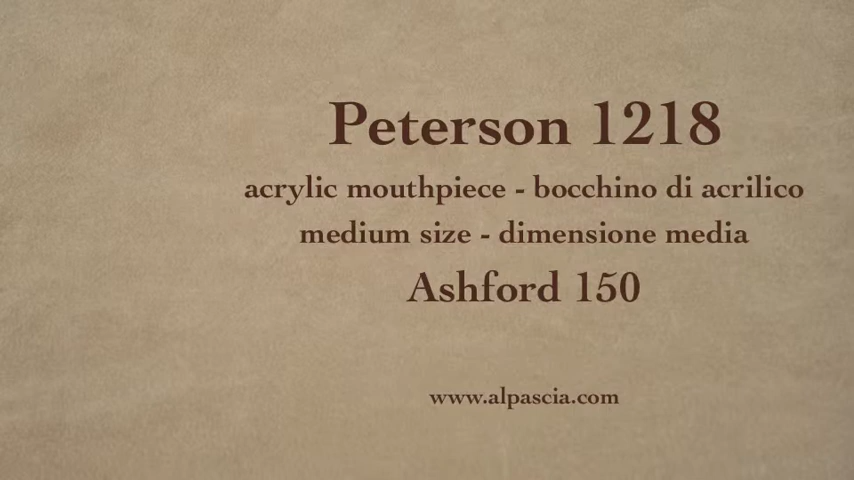 Peterson 1218
acrylic mouthpiece - bocchino di acrilico
medium size - dimensione media
Ashford 150
www.alpascia.com